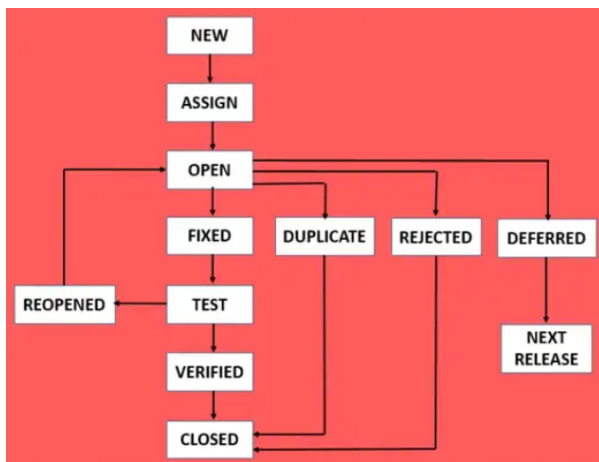 NEW
ASSIGN
OPEN
FIXED
DUPLICATE
REJECTED
DEFERRED
REOPENED
TEST
NEXT
RELEASE
VERIFIED
CLOSED